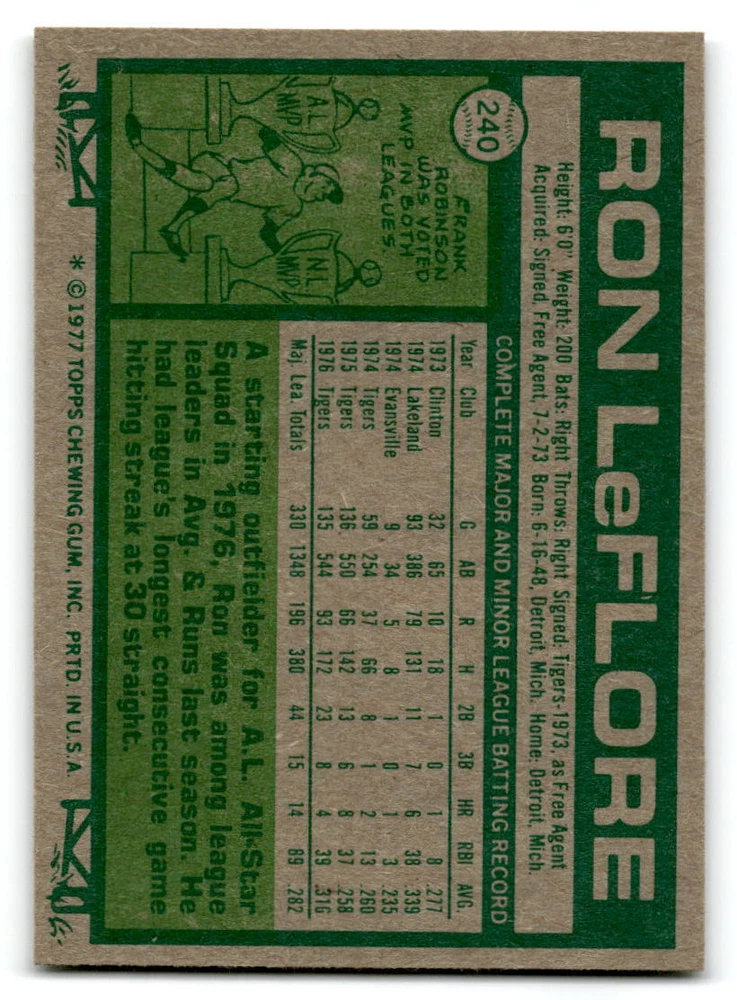 RON LeFLORE
240
Height: 6'0" Weight: 200 Bats: Right Throws: Right Signed: Tigers-1973, as Free Agent
Acquired: Signed, Free Agent, 7-2-73 Born: 6-16-48, Detroit, Mich. Home: Detroit, Mich.
COMPLETE MAJOR AND MINOR LEAGUE BATTING RECORD
Year Club G AB R H 2B 3B HR RBI AVG.
1973 Clinton 32 65 10 18 1 0 1 8 .277
1974 Lakeland 93 386 79 131 11 7 6 38 .339
1974 Evansville 9 34 5 8 1 0 1 3 .235
1974 Tigers 59 254 37 66 8 1 2 13 .260
1975 Tigers 136 550 66 142 13 6 8 37 .258
1976 Tigers 135 544 93 172 23 8 4 39 .316
Maj. Lea. Totals 330 1348 196 380 44 15 14 89 .282
FRANK
ROBINSON
WAS VOTED
MVP IN BOTH
LEAGUES.
A.L.
MVP
N.L.
MVP
A starting outfielder for A.L. All-Star
Squad in 1976, Ron was among league
leaders in Avg. & Runs last season. He
had league's longest consecutive game
hitting streak at 30 straight.
* © 1977 TOPPS CHEWING GUM, INC. PRTD. IN U.S.A.